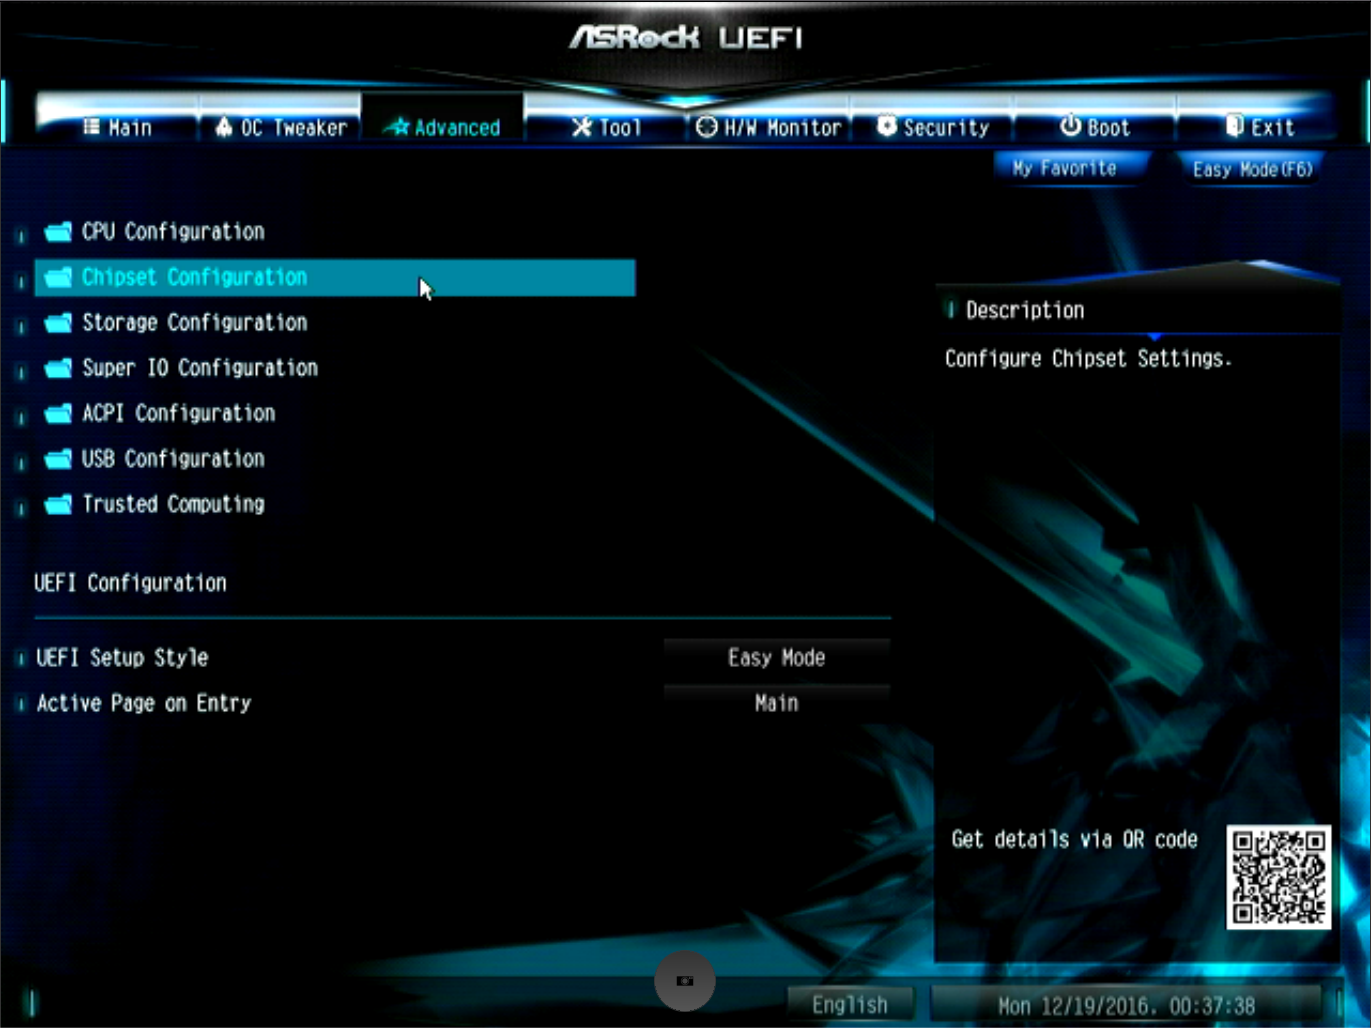 ASRock UEFI
Main
OC Tweaker
Advanced
Tool
H/W Monitor
Security
Boot
Exit
My Favorite
Easy Mode(F6)
CPU Configuration
Chipset Configuration
Storage Configuration
Super IO Configuration
ACPI Configuration
USB Configuration
Trusted Computing
UEFI Configuration
UEFI Setup Style Easy Mode
Active Page on Entry Main
Description
Configure Chipset Settings.
Get details via QR code
English
Mon 12/19/2016. 00:37:38